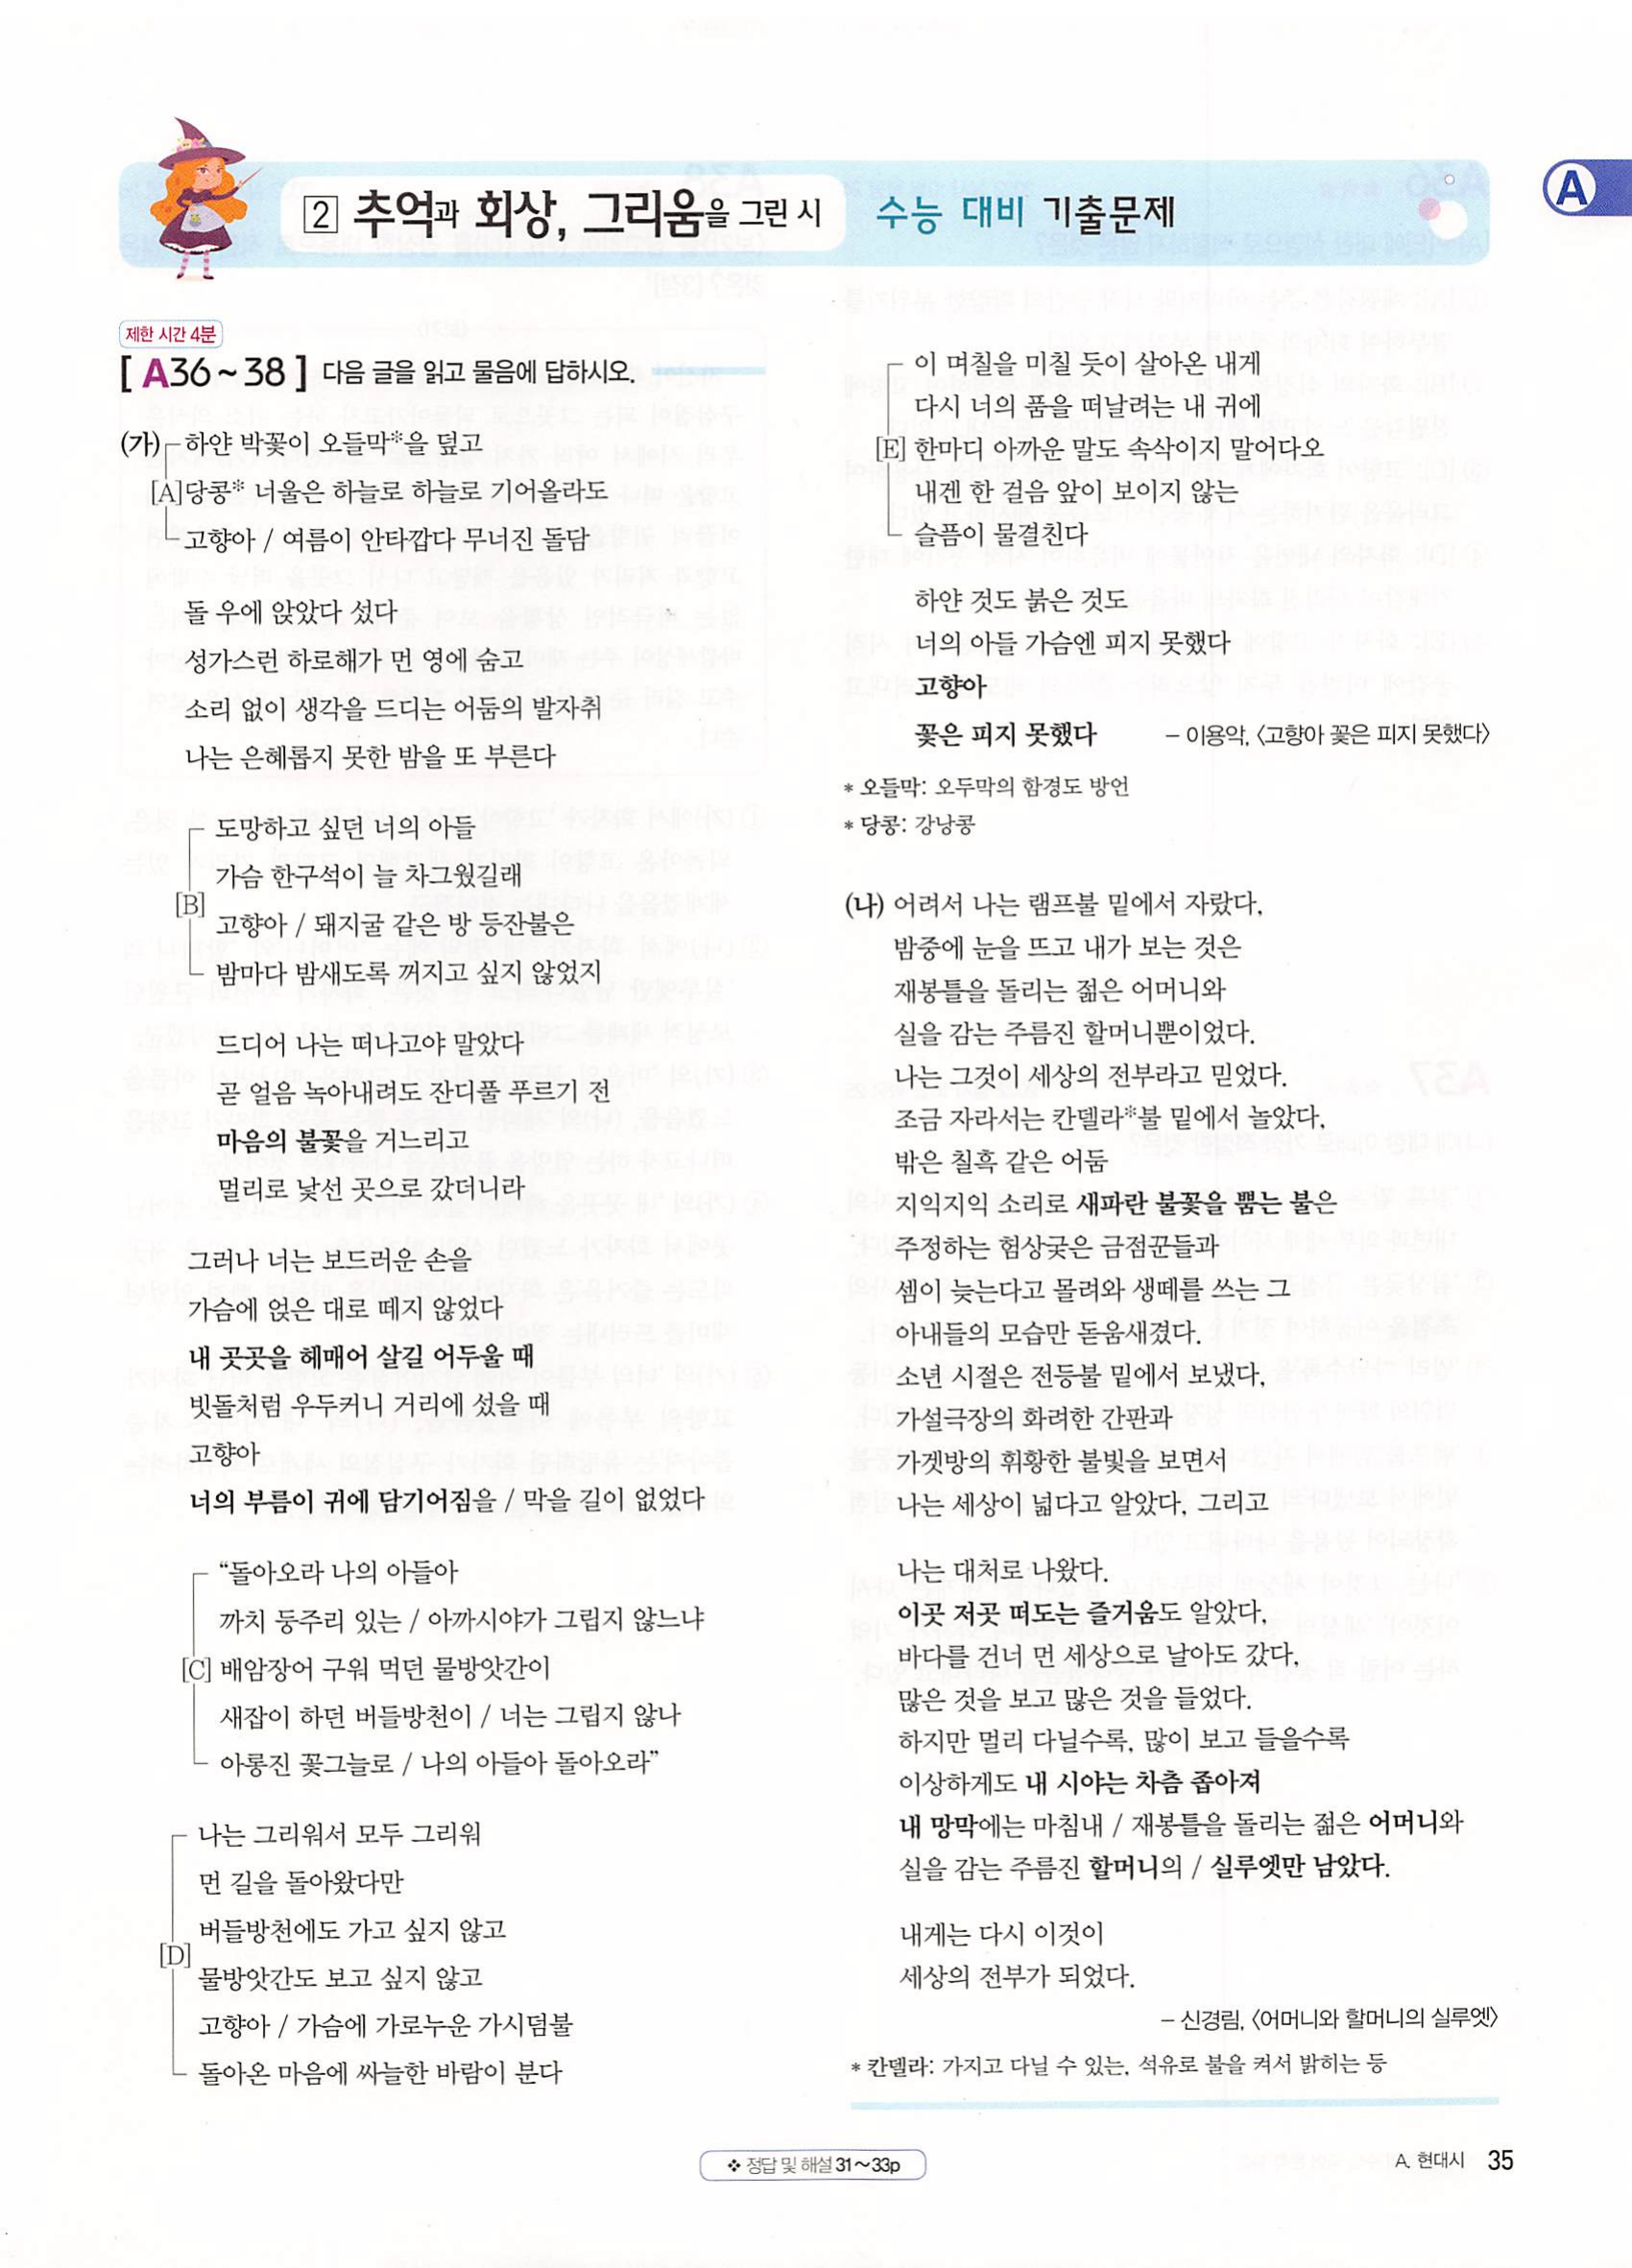 A
2 추억과 회상, 그리움을 그린 시 수능 대비 기출문제
제한 시간 4분
[ A36~38 ] 다음 글을 읽고 물음에 답하시오.
(가) 하얀 박꽃이 오들막*을 덮고
[A] 당콩* 너울은 하늘로 하늘로 기어올라도
고향아 / 여름이 안타깝다 무너진 돌담
돌 우에 앉았다 섰다
성가스런 하로해가 먼 영에 숨고
소리 없이 생각을 드디는 어둠의 발자취
나는 은혜롭지 못한 밤을 또 부른다
도망하고 싶던 너의 아들
가슴 한구석이 늘 차그웠길래
[B]
고향아 / 돼지굴 같은 방 등잔불은
밤마다 밤새도록 꺼지고 싶지 않었지
드디어 나는 떠나고야 말았다
곧 얼음 녹아내려도 잔디풀 푸르기 전
마음의 불꽃을 거느리고
멀리로 낯선 곳으로 갔더니라
그러나 너는 보드러운 손을
가슴에 얹은 대로 떼지 않었다
내 곳곳을 헤매어 살길 어두울 때
빗돌처럼 우두커니 거리에 섰을 때
고향아
너의 부름이 귀에 담기어짐을 / 막을 길이 없었다
“돌아오라 나의 아들아
까치 둥주리 있는 / 아까시야가 그립지 않느냐
[C] 배암장어 구워 먹던 물방앗간이
새잡이 하던 버들방천이 / 너는 그립지 않나
아롱진 꽃그늘로 / 나의 아들아 돌아오라”
나는 그리워서 모두 그리워
먼 길을 돌아왔다만
버들방천에도 가고 싶지 않고
[D]
물방앗간도 보고 싶지 않고
고향아 / 가슴에 가로누운 가시덤불
돌아온 마음에 싸늘한 바람이 분다
이 며칠을 미칠 듯이 살아온 내게
다시 너의 품을 떠날려는 내 귀에
[E] 한마디 아까운 말도 속삭이지 말어다오
내겐 한 걸음 앞이 보이지 않는
슬픔이 물결친다
하얀 것도 붉은 것도
너의 아들 가슴엔 피지 못했다
고향아
꽃은 피지 못했다 – 이용악, 〈고향아 꽃은 피지 못했다〉
* 오들막: 오두막의 함경도 방언
* 당콩: 강낭콩
(나) 어려서 나는 램프불 밑에서 자랐다,
밤중에 눈을 뜨고 내가 보는 것은
재봉틀을 돌리는 젊은 어머니와
실을 감는 주름진 할머니뿐이었다.
나는 그것이 세상의 전부라고 믿었다.
조금 자라서는 칸델라*불 밑에서 놀았다,
밖은 칠흑 같은 어둠
지익지익 소리로 새파란 불꽃을 뿜는 불은
주정하는 험상궂은 금점꾼들과
셈이 늦는다고 몰려와 생떼를 쓰는 그
아내들의 모습만 돋움새겼다.
소년 시절은 전등불 밑에서 보냈다,
가설극장의 화려한 간판과
가겟방의 휘황한 불빛을 보면서
나는 세상이 넓다고 알았다, 그리고
나는 대처로 나왔다.
이곳 저곳 떠도는 즐거움도 알았다,
바다를 건너 먼 세상으로 날아도 갔다,
많은 것을 보고 많은 것을 들었다.
하지만 멀리 다닐수록, 많이 보고 들을수록
이상하게도 내 시야는 차츰 좁아져
내 망막에는 마침내 / 재봉틀을 돌리는 젊은 어머니와
실을 감는 주름진 할머니의 / 실루엣만 남았다.
내게는 다시 이것이
세상의 전부가 되었다.
– 신경림, 〈어머니와 할머니의 실루엣〉
* 칸델라: 가지고 다닐 수 있는, 석유로 불을 켜서 밝히는 등
❖ 정답 및 해설 31~33p
A. 현대시 35